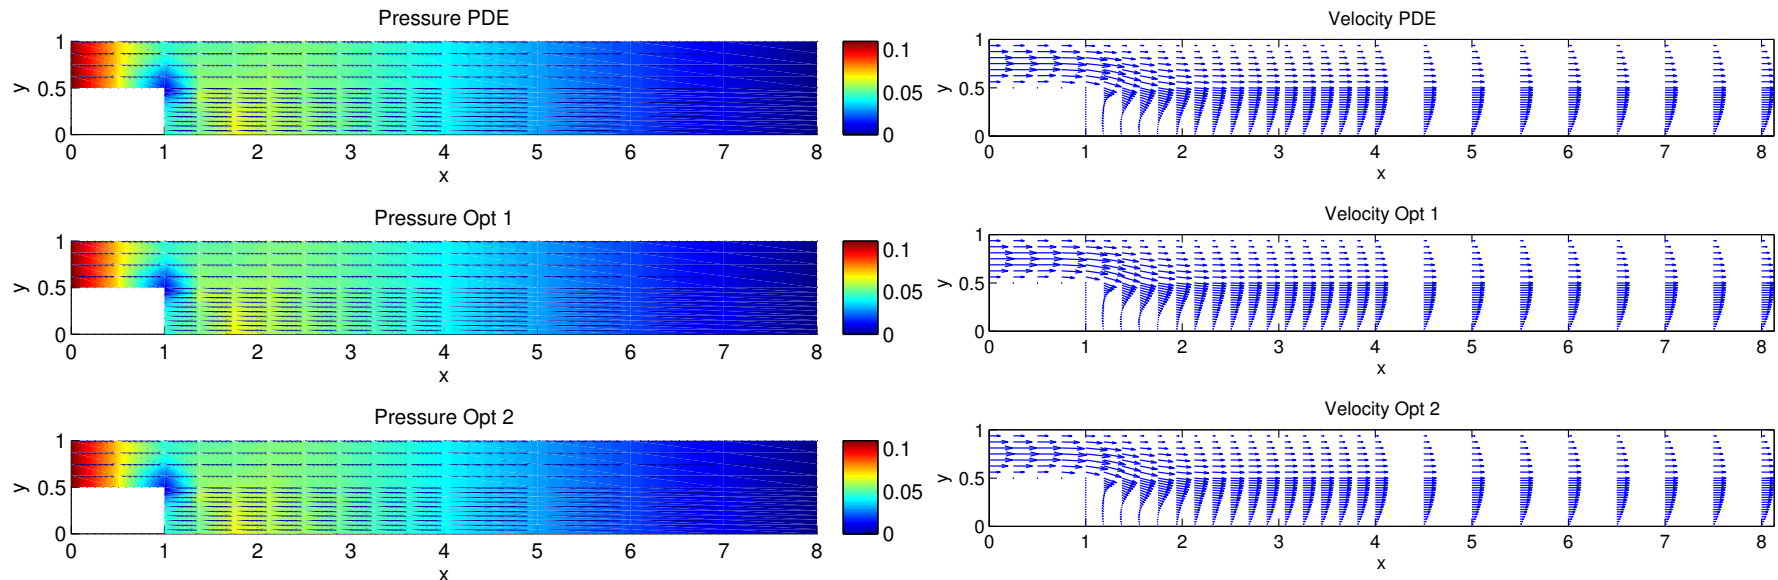 Pressure PDE
y
1
0.5
0
0 1 2 3 4 5 6 7 8
x
0.1
0.05
0
Velocity PDE
y
1
0.5
0
0 1 2 3 4 5 6 7 8
x
Pressure Opt 1
y
1
0.5
0
0 1 2 3 4 5 6 7 8
x
0.1
0.05
0
Velocity Opt 1
y
1
0.5
0
0 1 2 3 4 5 6 7 8
x
Pressure Opt 2
y
1
0.5
0
0 1 2 3 4 5 6 7 8
x
0.1
0.05
0
Velocity Opt 2
y
1
0.5
0
0 1 2 3 4 5 6 7 8
x